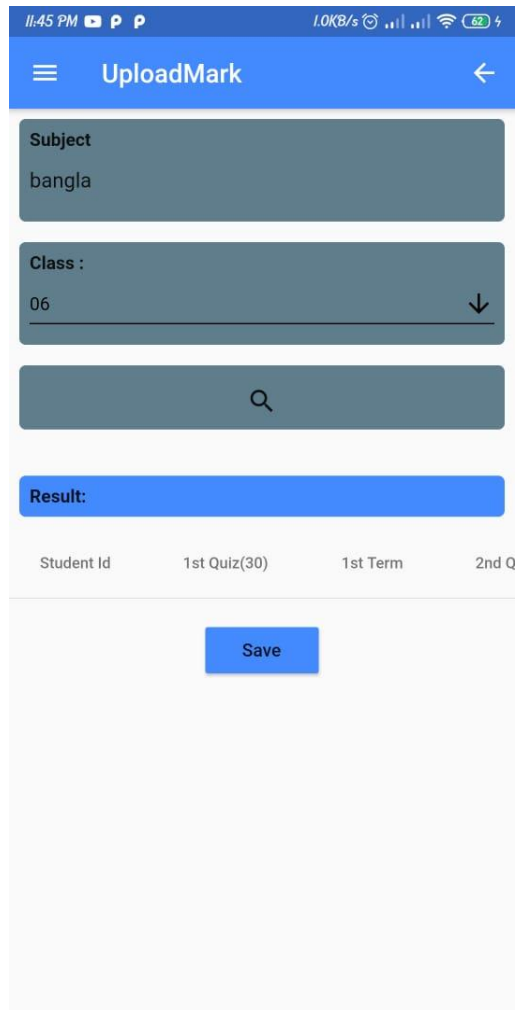 11:45 PM 1.0KB/s 62
UploadMark
Subject
bangla
Class :
06
Result:
Student Id 1st Quiz(30) 1st Term 2nd Q
Save